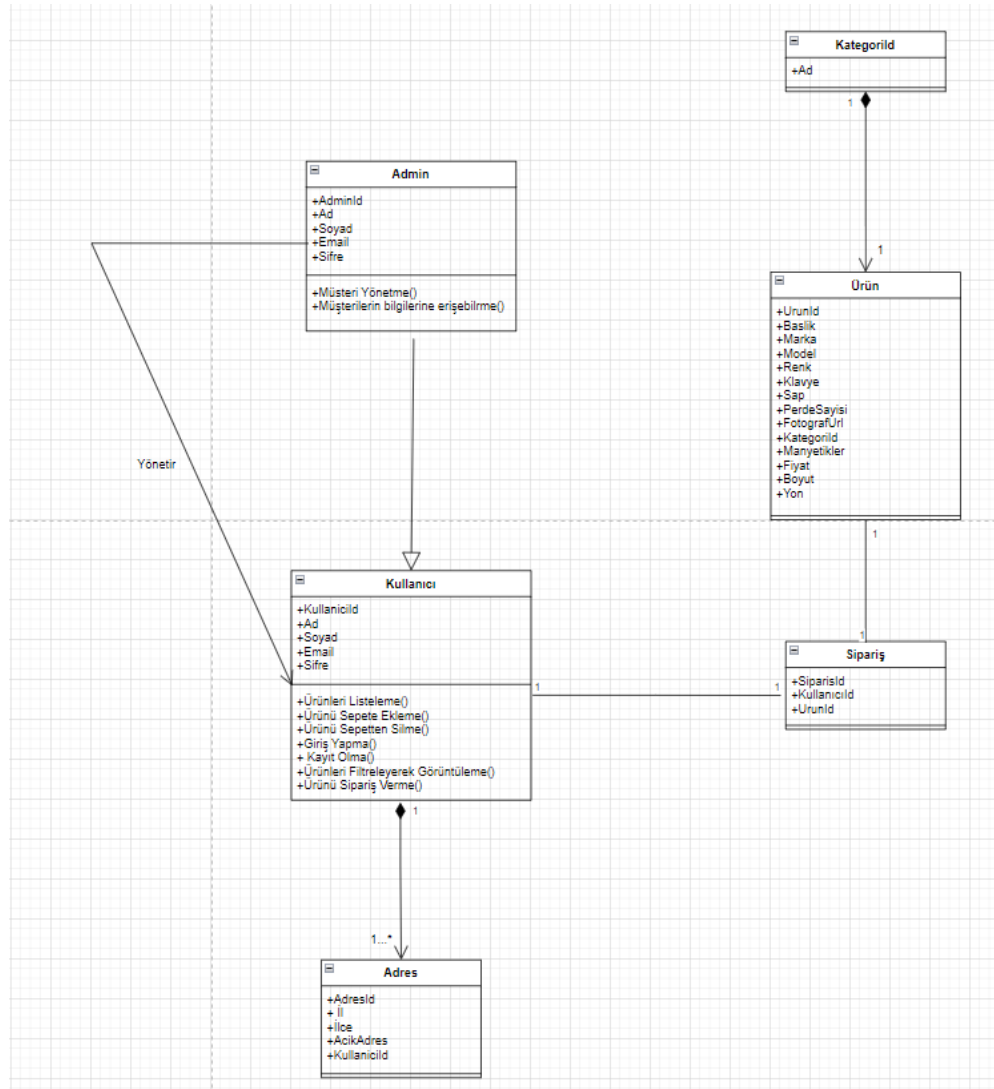 KategoriId
+Ad
1
1
Admin
+AdminId
+Ad
+Soyad
+Email
+Sifre
+Müsteri Yönetme()
+Müşterilerin bilgilerine erişebilrme()
Ürün
+UrunId
+Baslik
+Marka
+Model
+Renk
+Klavye
+Sap
+PerdeSayisi
+FotografUrl
+KategoriId
+Manyetikler
+Fiyat
+Boyut
+Yon
Yönetir
1
1
Kullanıcı
+KullaniciId
+Ad
+Soyad
+Email
+Sifre
+Ürünleri Listeleme()
+Ürünü Sepete Ekleme()
+Ürünü Sepetten Silme()
+Giriş Yapma()
+ Kayıt Olma()
+Ürünleri Filtreleyerek Görüntüleme()
+Ürünü Sipariş Verme()
1
1
Sipariş
+SiparisId
+KullanıcıId
+UrunId
1
1...*
Adres
+AdresId
+ İl
+İlce
+AcikAdres
+KullaniciId